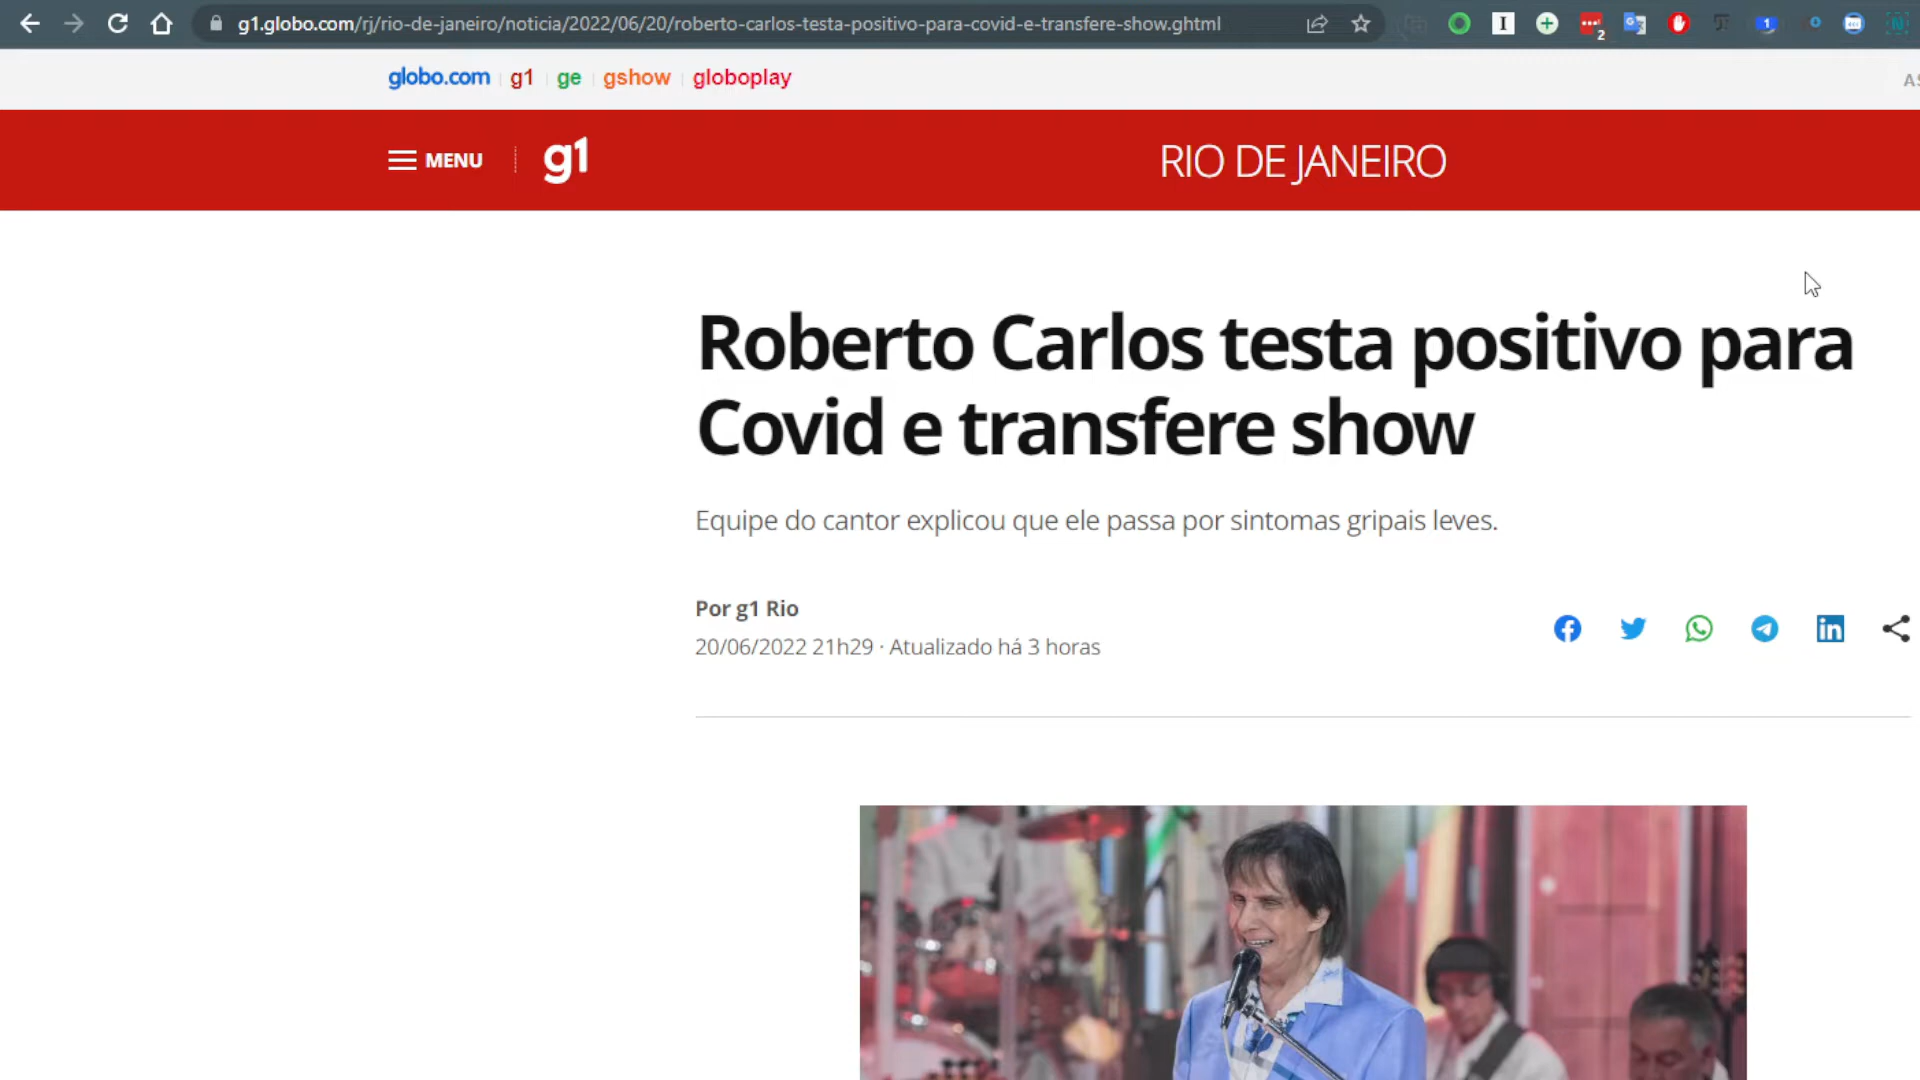 g1.globo.com/rj/rio-de-janeiro/noticia/2022/06/20/roberto-carlos-testa-positivo-para-covid-e-transfere-show.ghtml
2
1
globo.com g1 ge gshow globoplay
MENU g1 RIO DE JANEIRO
Roberto Carlos testa positivo para
Covid e transfere show
Equipe do cantor explicou que ele passa por sintomas gripais leves.
Por g1 Rio
20/06/2022 21h29 · Atualizado há 3 horas